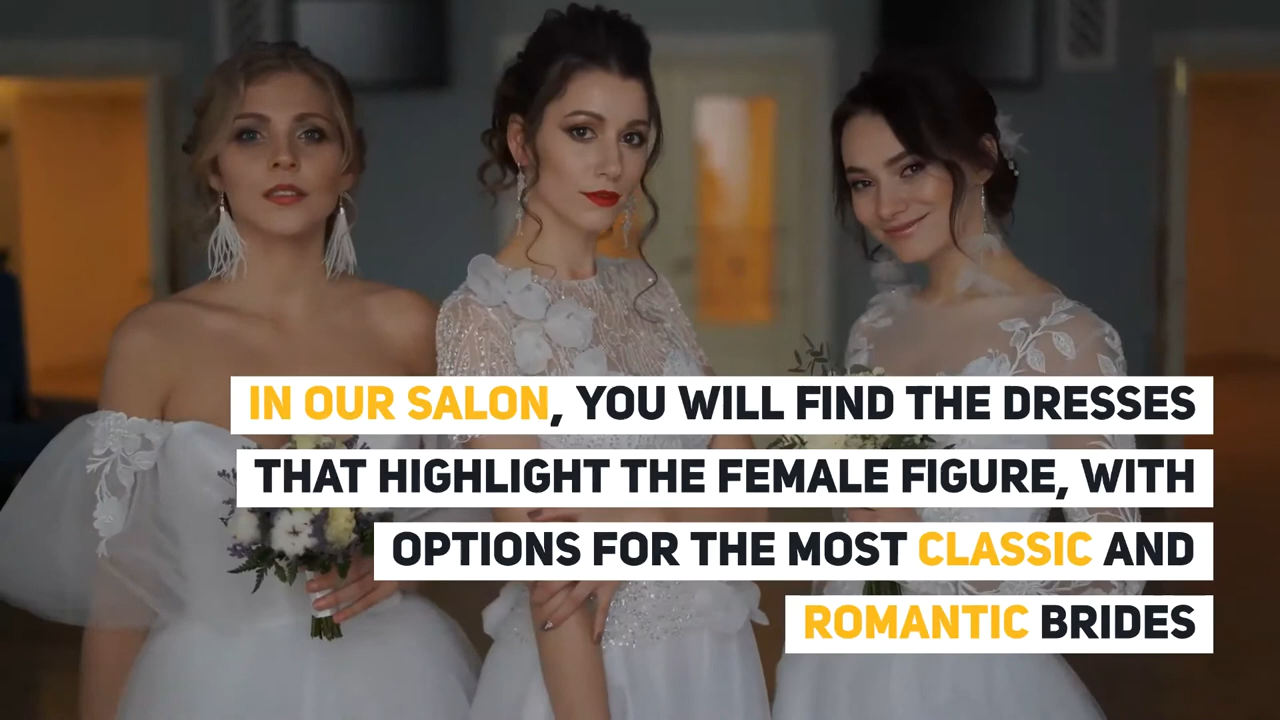 IN OUR SALON, YOU WILL FIND THE DRESSES
THAT HIGHLIGHT THE FEMALE FIGURE, WITH
OPTIONS FOR THE MOST CLASSIC AND
ROMANTIC BRIDES